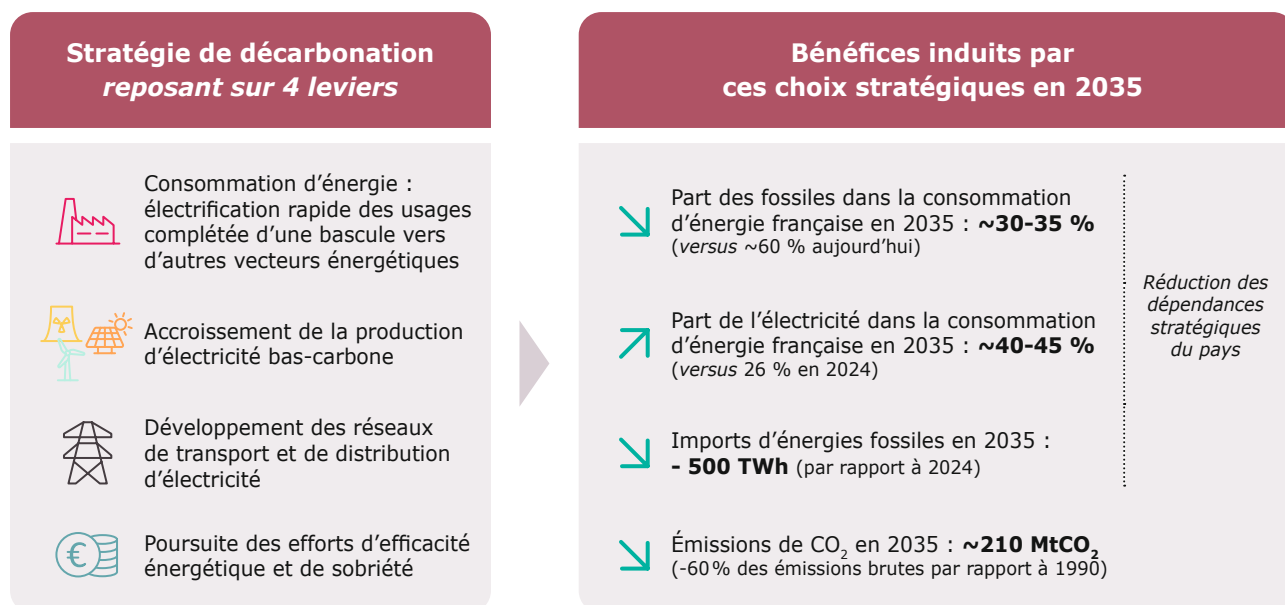 Stratégie de décarbonation
reposant sur 4 leviers
Consommation d'énergie :
électrification rapide des usages
complétée d'une bascule vers
d'autres vecteurs énergétiques
Accroissement de la production
d'électricité bas-carbone
Développement des réseaux
de transport et de distribution
d'électricité
€
Poursuite des efforts d'efficacité
énergétique et de sobriété
Bénéfices induits par
ces choix stratégiques en 2035
Part des fossiles dans la consommation
d'énergie française en 2035 : ~30-35 %
(versus ~60 % aujourd'hui)
Part de l'électricité dans la consommation
d'énergie française en 2035 : ~40-45 %
(versus 26 % en 2024)
Imports d'énergies fossiles en 2035 :
- 500 TWh (par rapport à 2024)
Réduction des
dépendances
stratégiques
du pays
Émissions de CO₂ en 2035 : ~210 MtCO₂
(-60 % des émissions brutes par rapport à 1990)